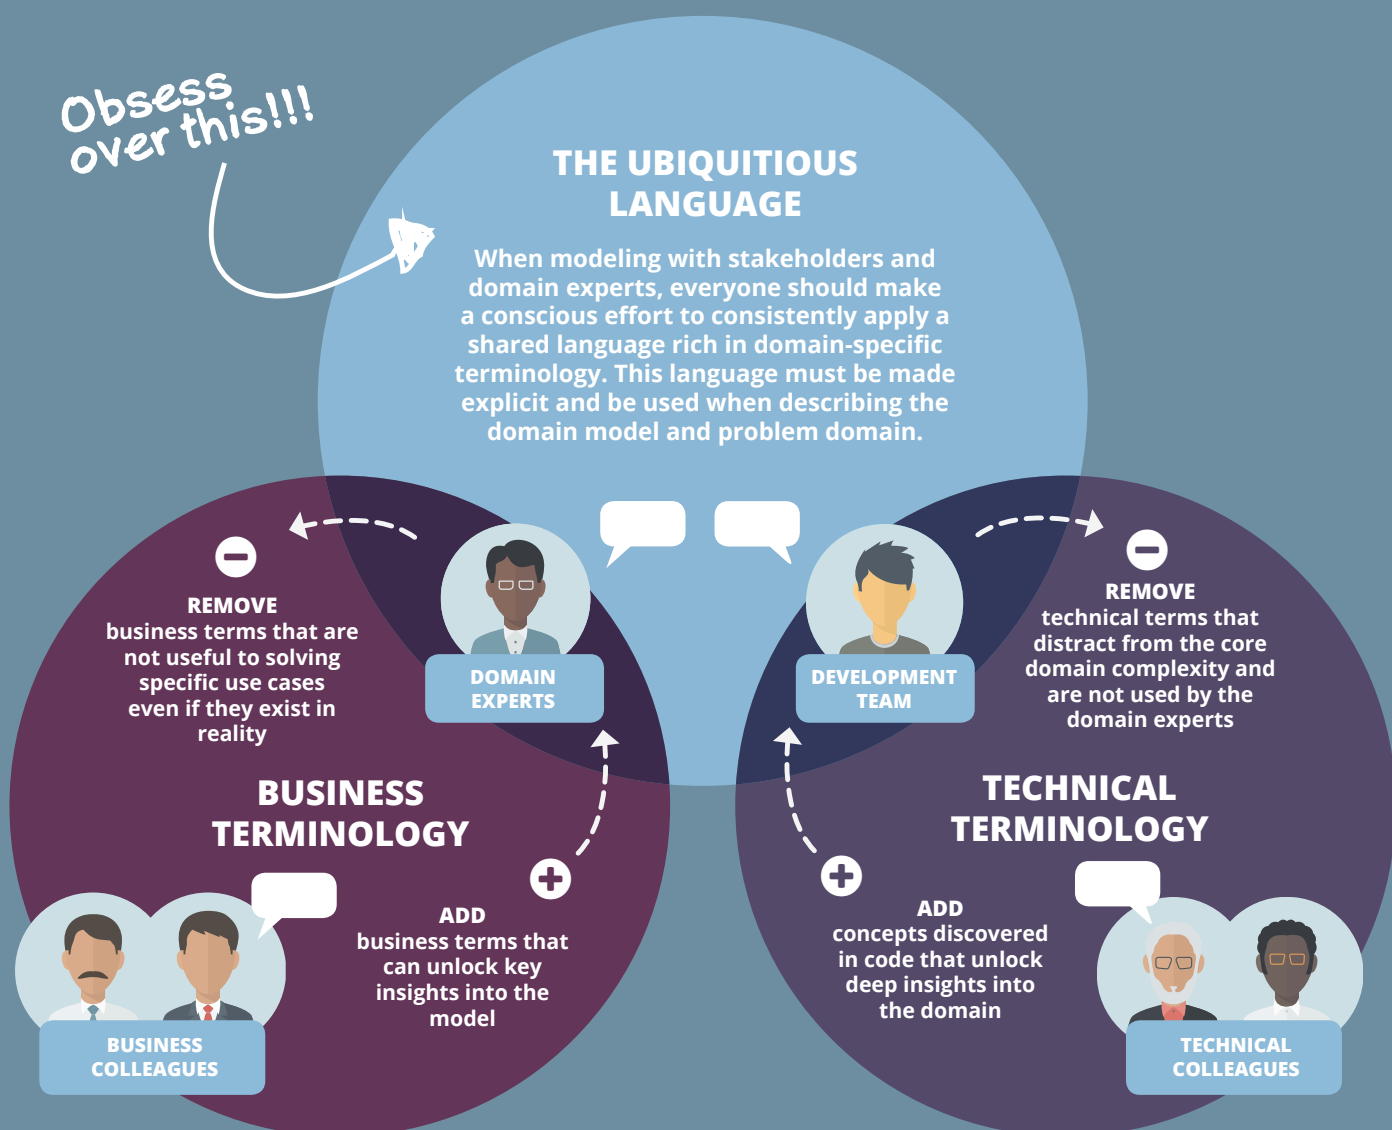 Obsess
over this!!!
THE UBIQUITIOUS
LANGUAGE
When modeling with stakeholders and
domain experts, everyone should make
a conscious effort to consistently apply a
shared language rich in domain-specific
terminology. This language must be made
explicit and be used when describing the
domain model and problem domain.
REMOVE
business terms that are
not useful to solving
specific use cases
even if they exist in
reality
DOMAIN
EXPERTS
DEVELOPMENT
TEAM
REMOVE
technical terms that
distract from the core
domain complexity and
are not used by the
domain experts
BUSINESS
TERMINOLOGY
TECHNICAL
TERMINOLOGY
ADD
business terms that
can unlock key
insights into the
model
ADD
concepts discovered
in code that unlock
deep insights into
the domain
BUSINESS
COLLEAGUES
TECHNICAL
COLLEAGUES